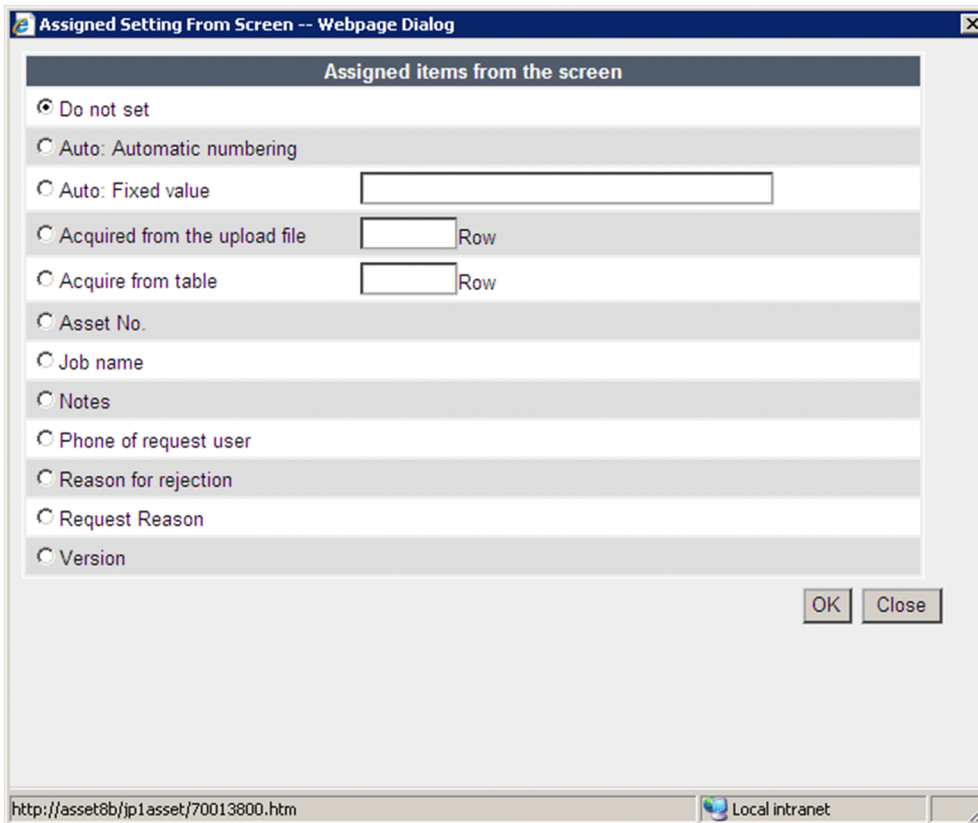 Assigned Setting From Screen -- Webpage Dialog
Assigned items from the screen
Do not set
Auto: Automatic numbering
Auto: Fixed value
Acquired from the upload file Row
Acquire from table Row
Asset No.
Job name
Notes
Phone of request user
Reason for rejection
Request Reason
Version
OK Close
http://asset8b/jp1asset/70013800.htm Local intranet